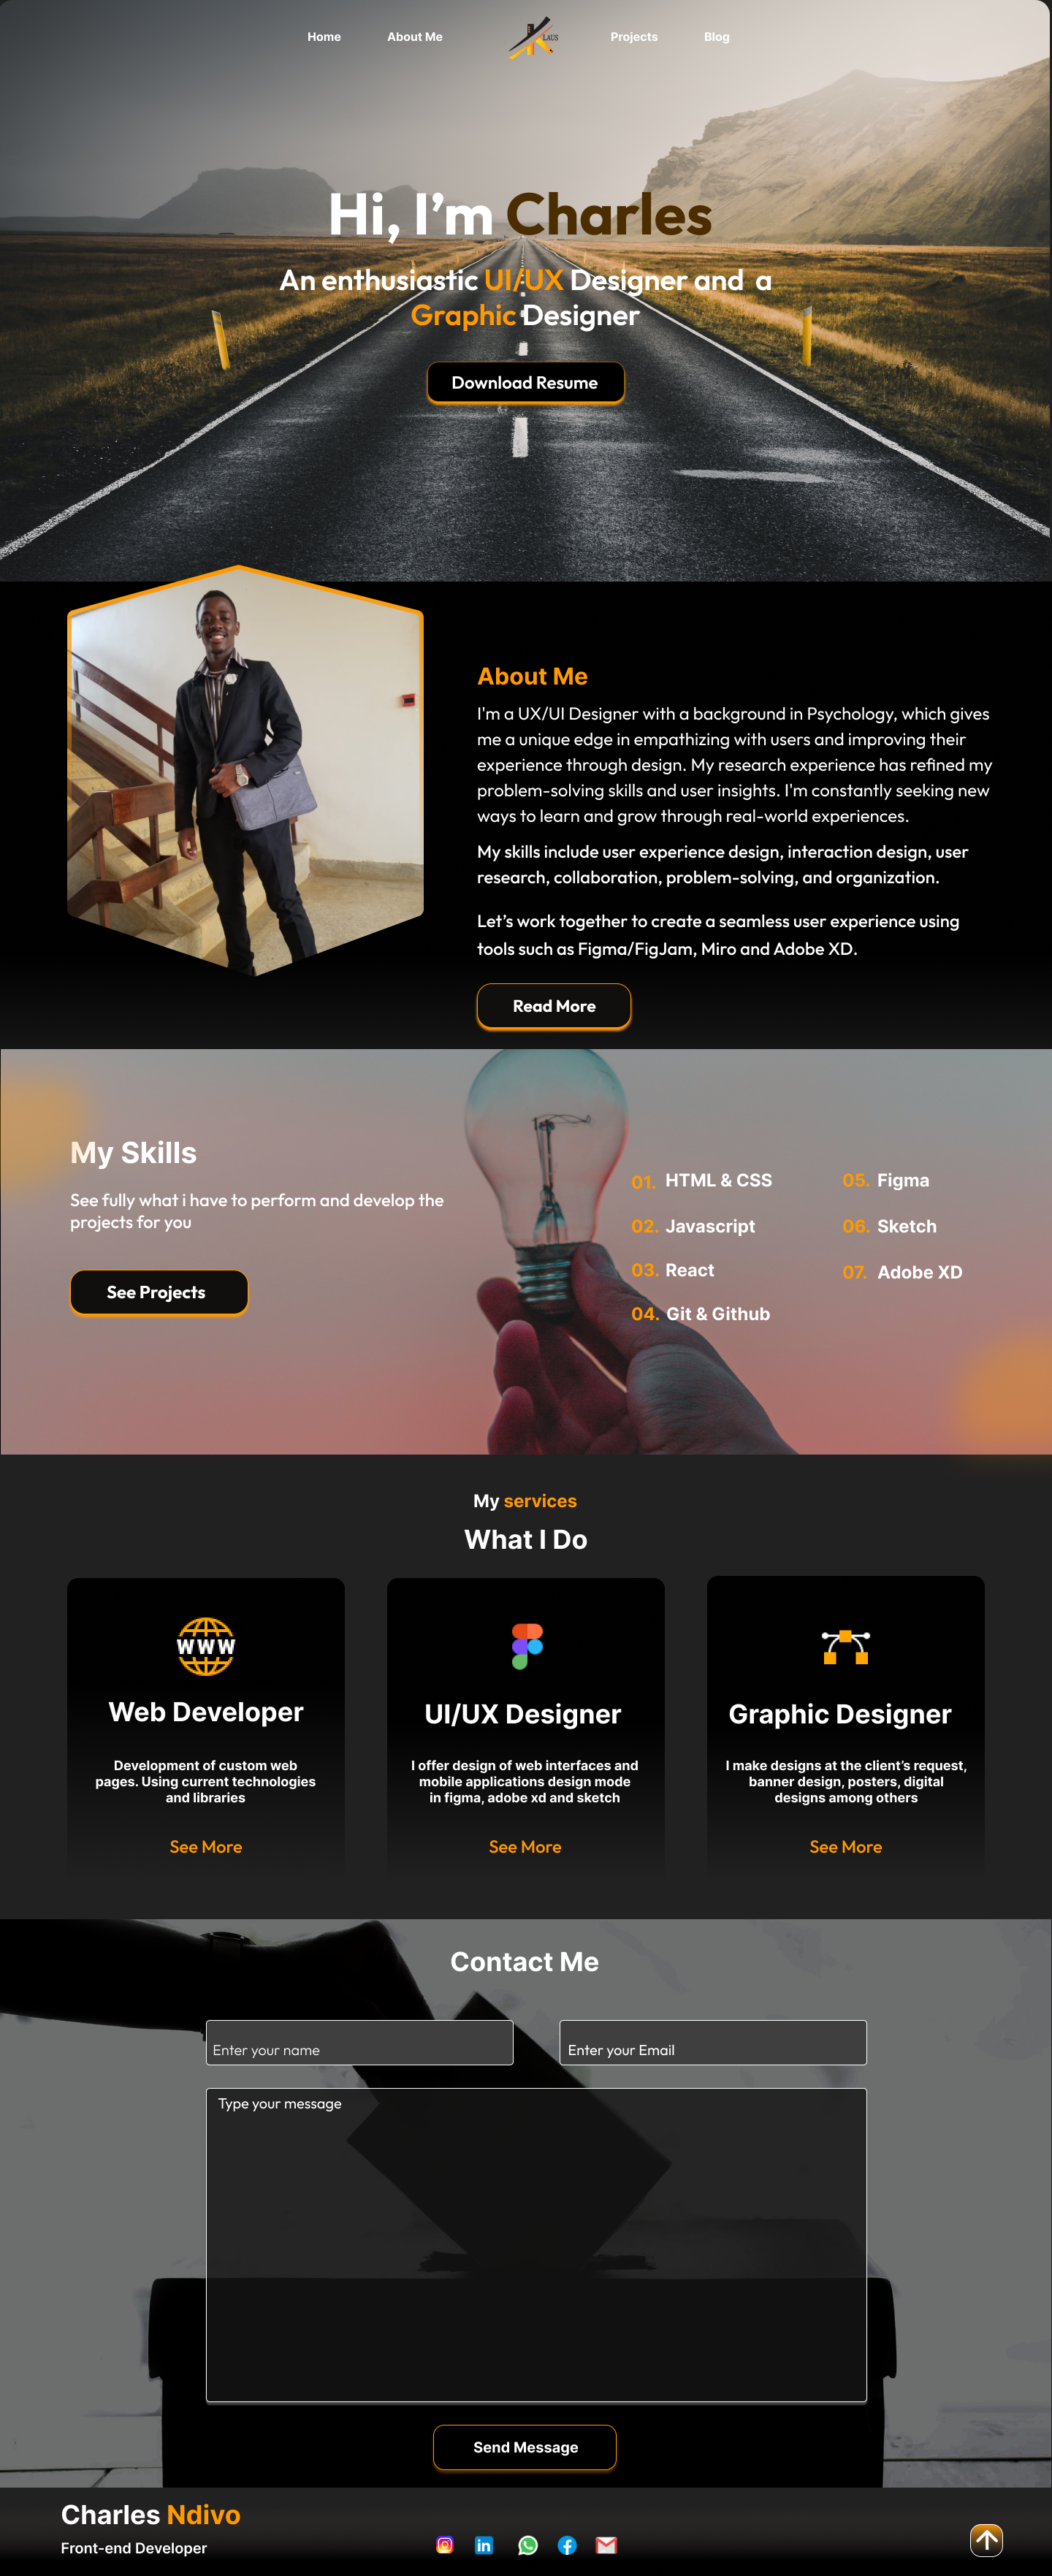 Home About Me LAUS Projects Blog
Hi, I’m Charles
An enthusiastic UI/UX Designer and a
Graphic Designer
Download Resume
About Me
I'm a UX/UI Designer with a background in Psychology, which gives
me a unique edge in empathizing with users and improving their
experience through design. My research experience has refined my
problem-solving skills and user insights. I'm constantly seeking new
ways to learn and grow through real-world experiences.
My skills include user experience design, interaction design, user
research, collaboration, problem-solving, and organization.
Let’s work together to create a seamless user experience using
tools such as Figma/FigJam, Miro and Adobe XD.
Read More
My Skills
See fully what i have to perform and develop the
projects for you
See Projects
01. HTML & CSS
02. Javascript
03. React
04. Git & Github
05. Figma
06. Sketch
07. Adobe XD
My services
What I Do
WWW
Web Developer
Development of custom web
pages. Using current technologies
and libraries
See More
UI/UX Designer
I offer design of web interfaces and
mobile applications design mode
in figma, adobe xd and sketch
See More
Graphic Designer
I make designs at the client’s request,
banner design, posters, digital
designs among others
See More
Contact Me
Enter your name
Enter your Email
Type your message
Send Message
Charles Ndivo
Front-end Developer
in